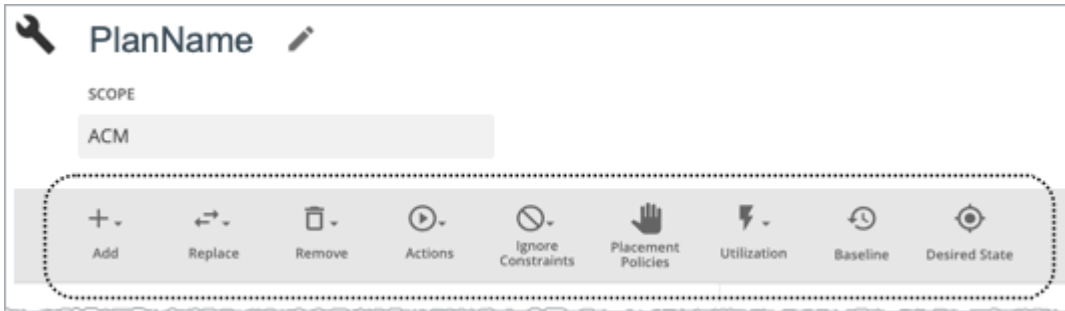 PlanName
SCOPE
ACM
Add
Replace
Remove
Actions
Ignore
Constraints
Placement
Policies
Utilization
Baseline
Desired State